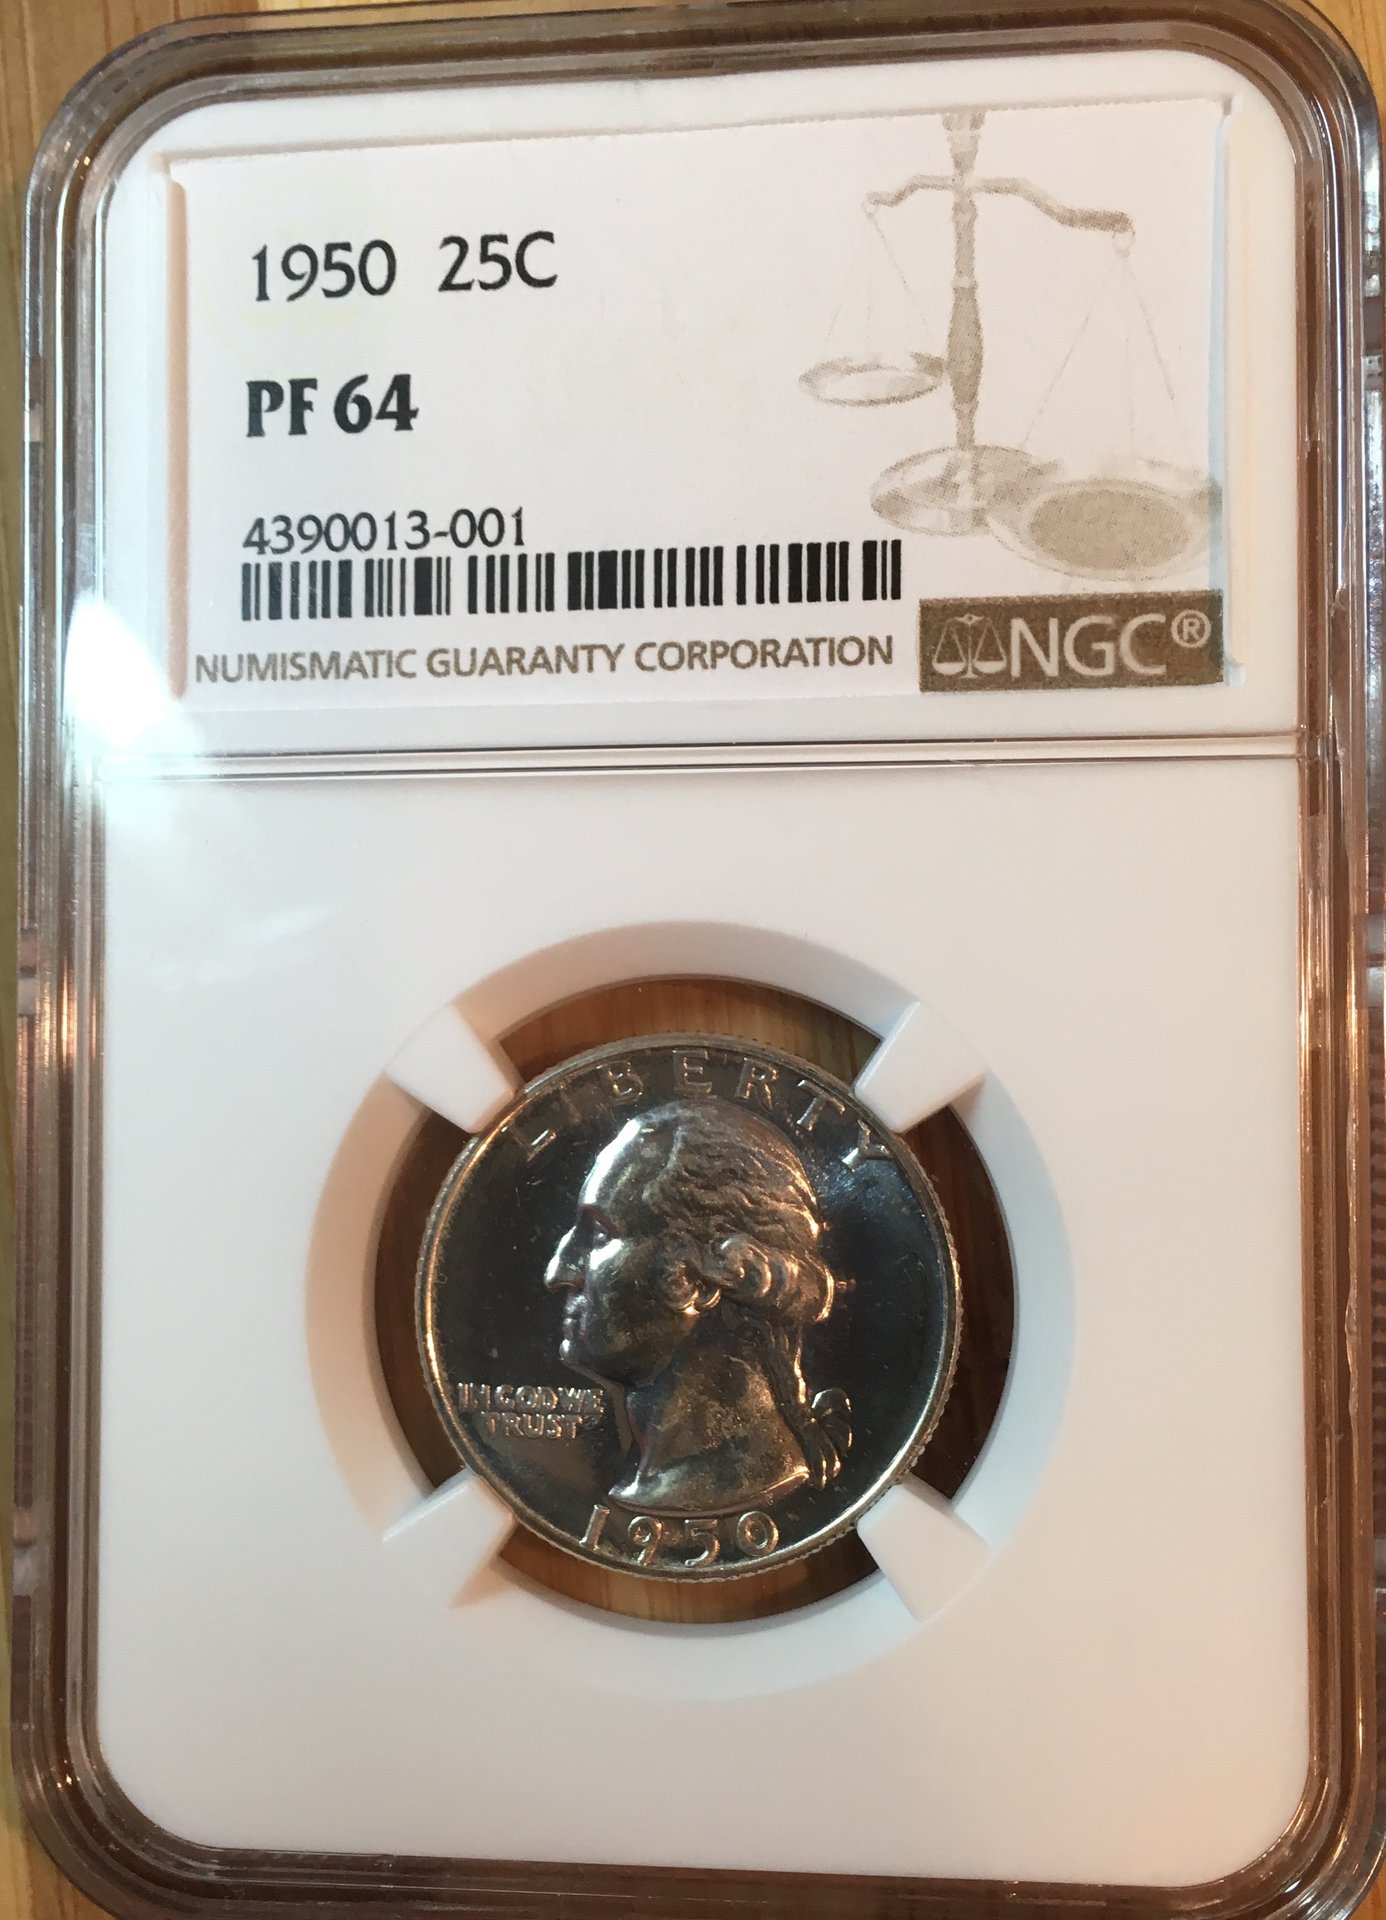 1950 25C
PF 64
4390013-001
NUMISMATIC GUARANTY CORPORATION
NGC®
LIBERTY
IN GOD WE
TRUST
1950